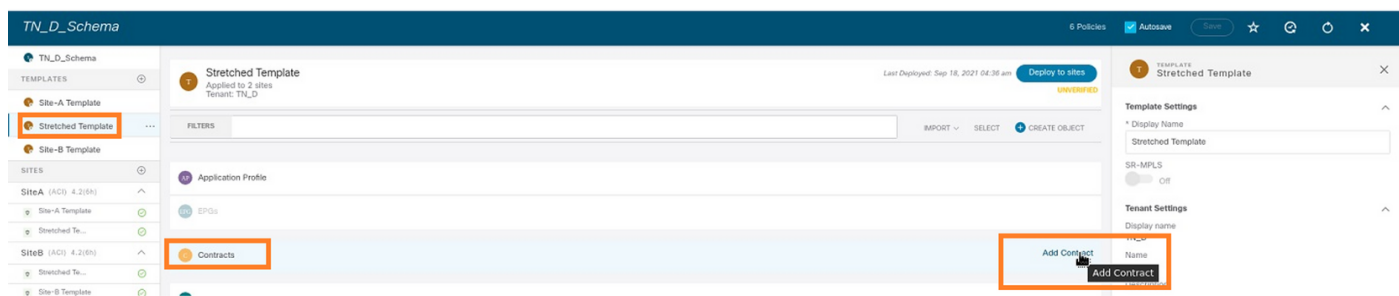 TN_D_Schema
6 Policies
Autosave
Save
TN_D_Schema
TEMPLATES
Site-A Template
Stretched Template
Site-B Template
SITES
SiteA (ACI) 4.2(6h)
Site-A Template
Stretched Te...
SiteB (ACI) 4.2(6h)
Stretched Te...
Site-B Template
T
Stretched Template
Applied to 2 sites
Tenant: TN_D
Last Deployed: Sep 18, 2021 04:36 am
Deploy to sites
UNVERIFIED
FILTERS
IMPORT
SELECT
CREATE OBJECT
AP
Application Profile
EPGs
Contracts
Add Contract
Add Contract
T
TEMPLATE
Stretched Template
Template Settings
* Display Name
Stretched Template
SR-MPLS
Off
Tenant Settings
Display name
TN_D
Name